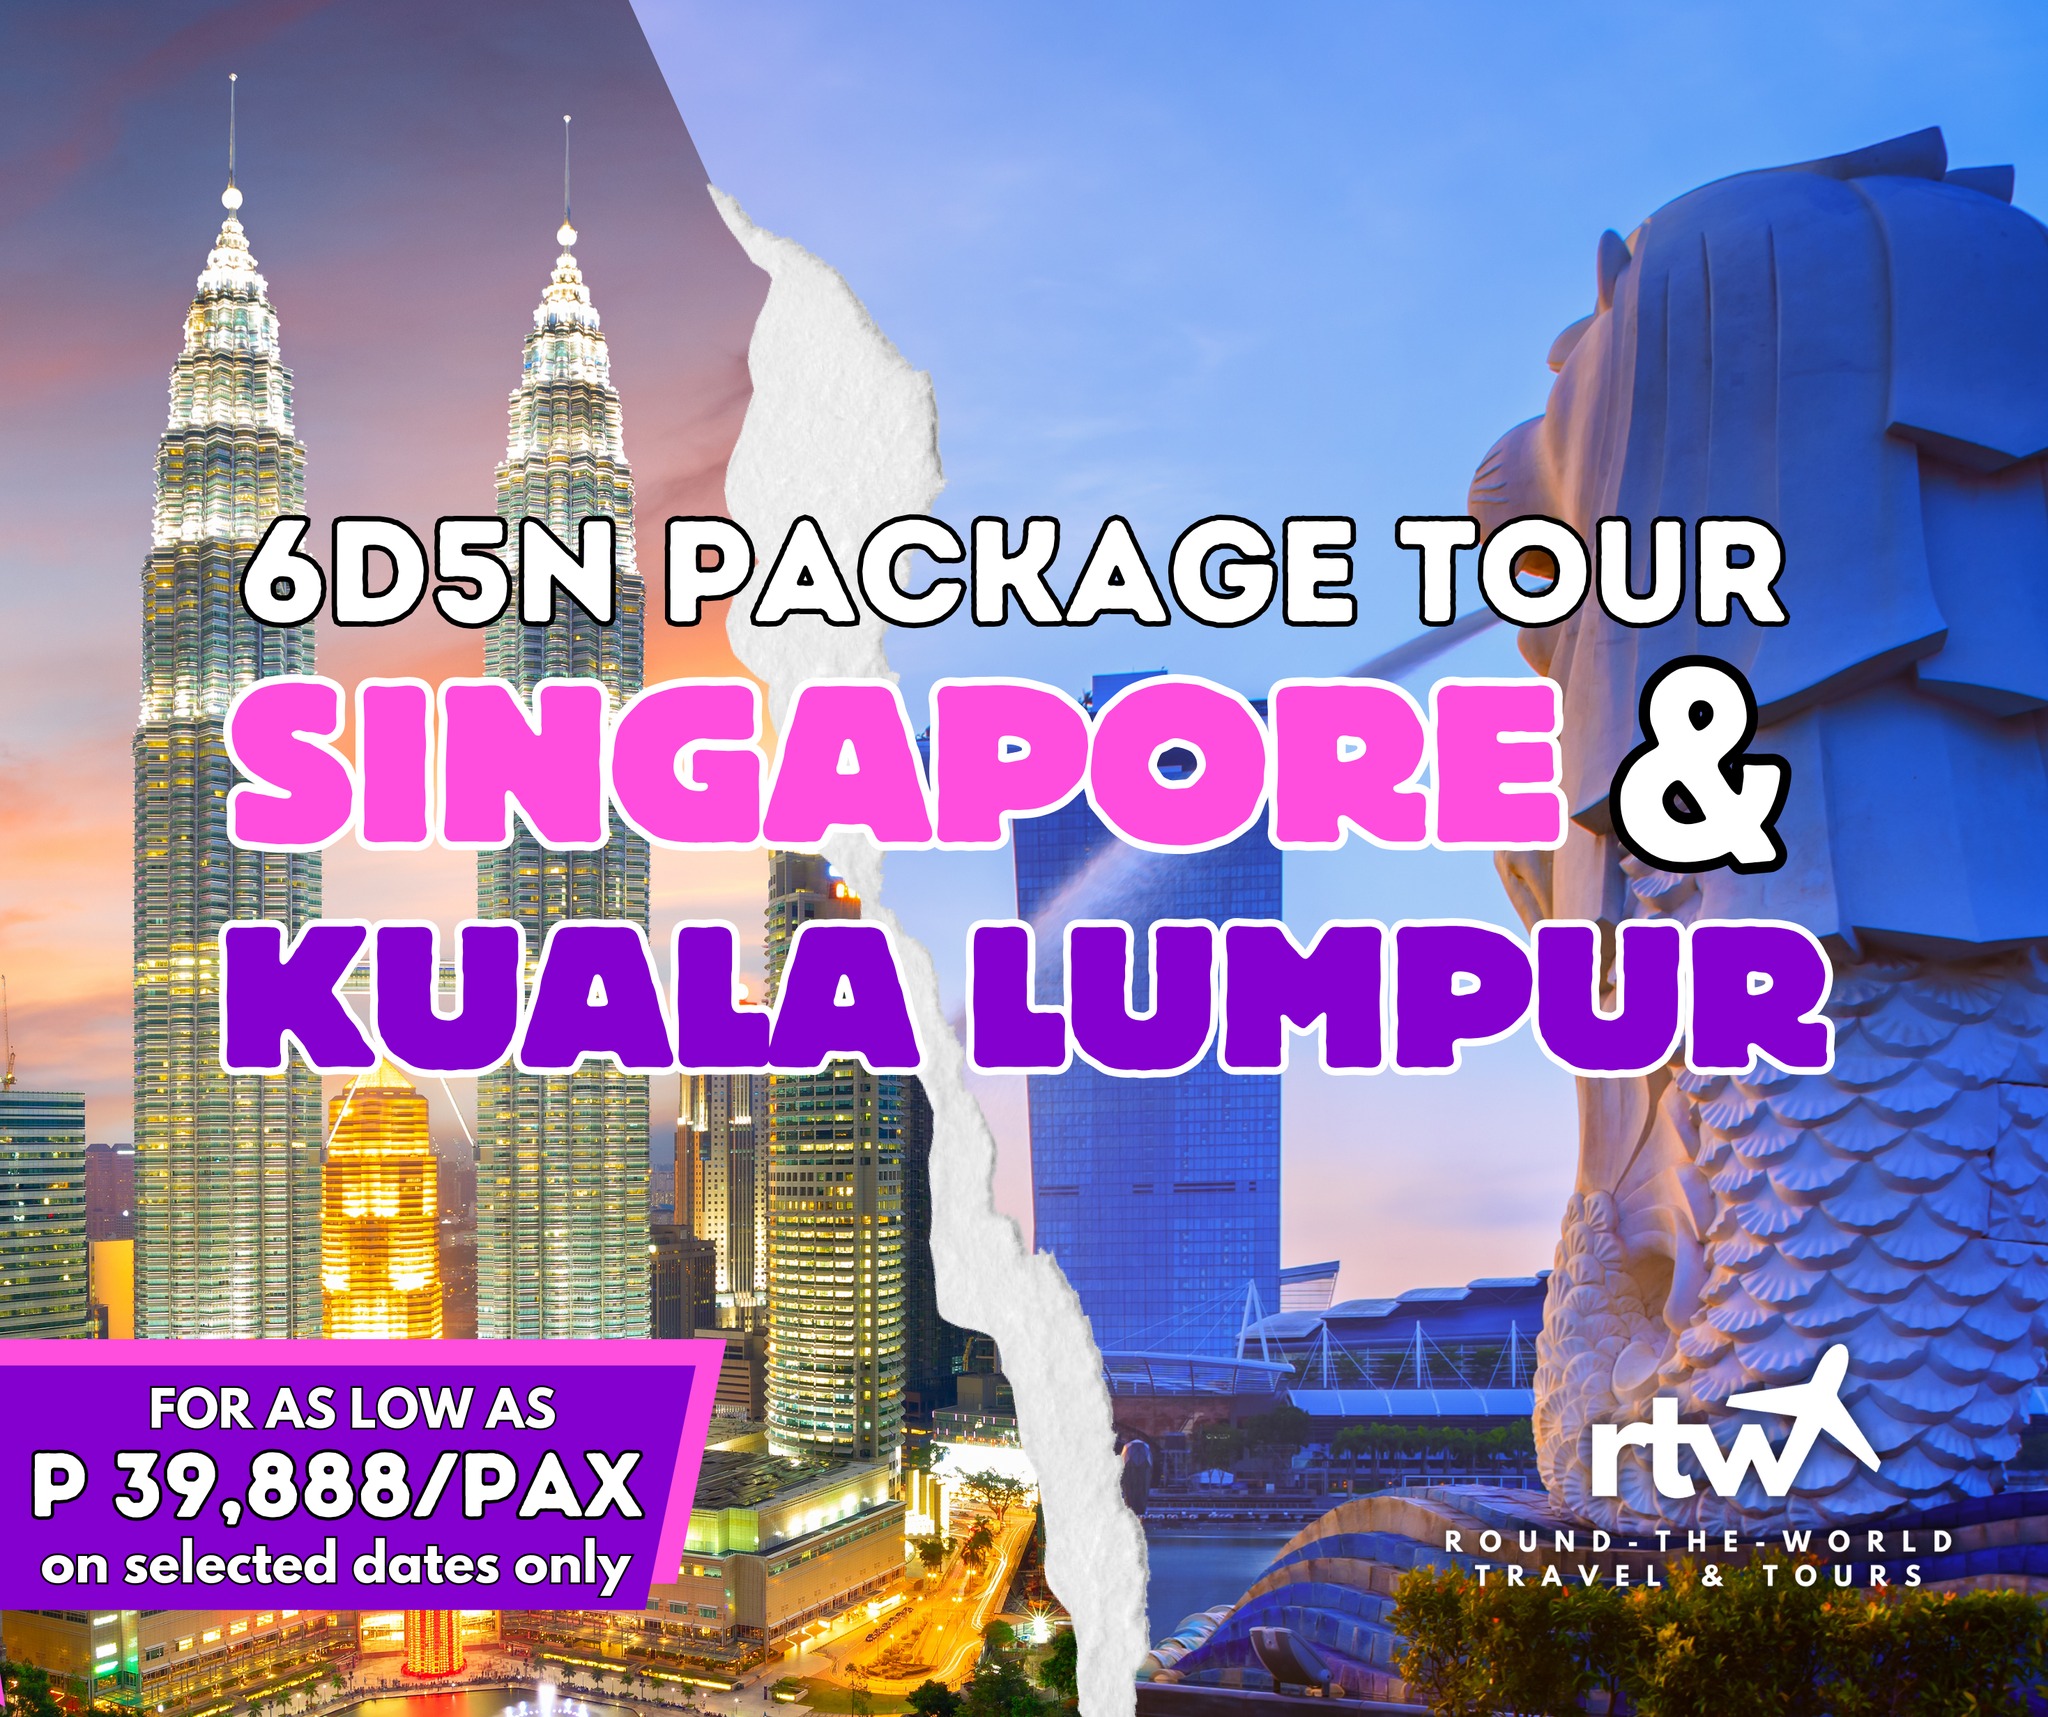 6D5N PACKAGE TOUR
SINGAPORE &
KUALA LUMPUR
FOR AS LOW AS
P 39,888/PAX
on selected dates only
rtw
ROUND-THE-WORLD
TRAVEL & TOURS